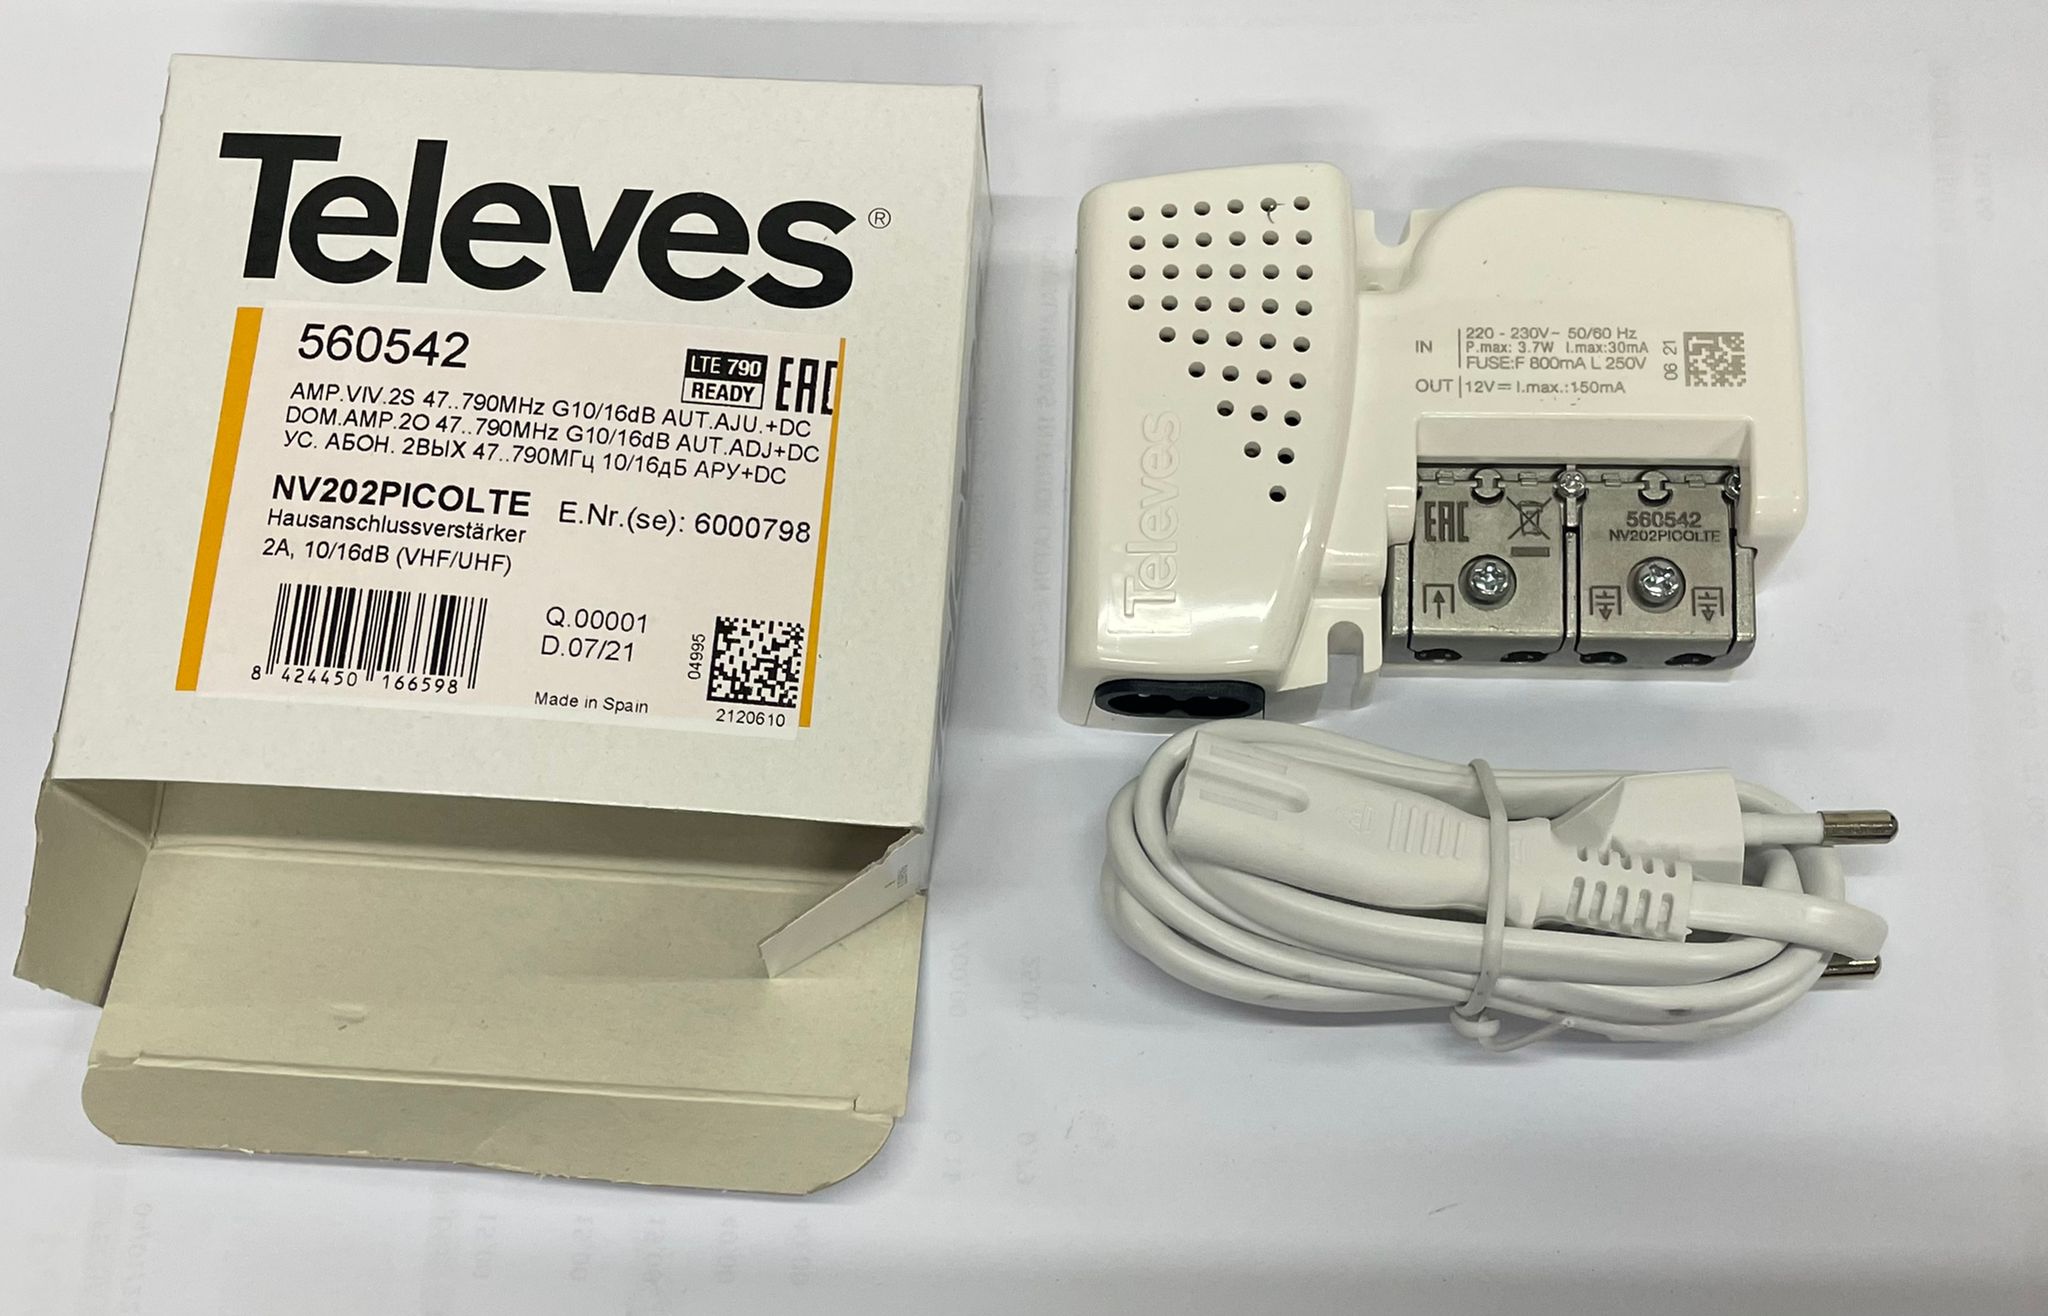 Televes®
560542
LTE 790
READY
EAC
AMP.VIV.2S 47..790MHz G10/16dB AUT.AJU.+DC
DOM.AMP.2O 47..790MHz G10/16dB AUT.ADJ+DC
УС. АБОН. 2ВЫХ 47..790МГц 10/16дБ АРУ+DC
NV202PICOLTE
E.Nr.(se): 6000798
Hausanschlussverstärker
2A, 10/16dB (VHF/UHF)
Q.00001
D.07/21
04995
8 424450 166598
Made in Spain
2120610
Televes
IN
220 - 230V~ 50/60 Hz
P.max: 3.7W I.max:30mA
FUSE:F 800mA L 250V
OUT 12V⎓I.max.:150mA
06 21
EAC
560542
NV202PICOLTE